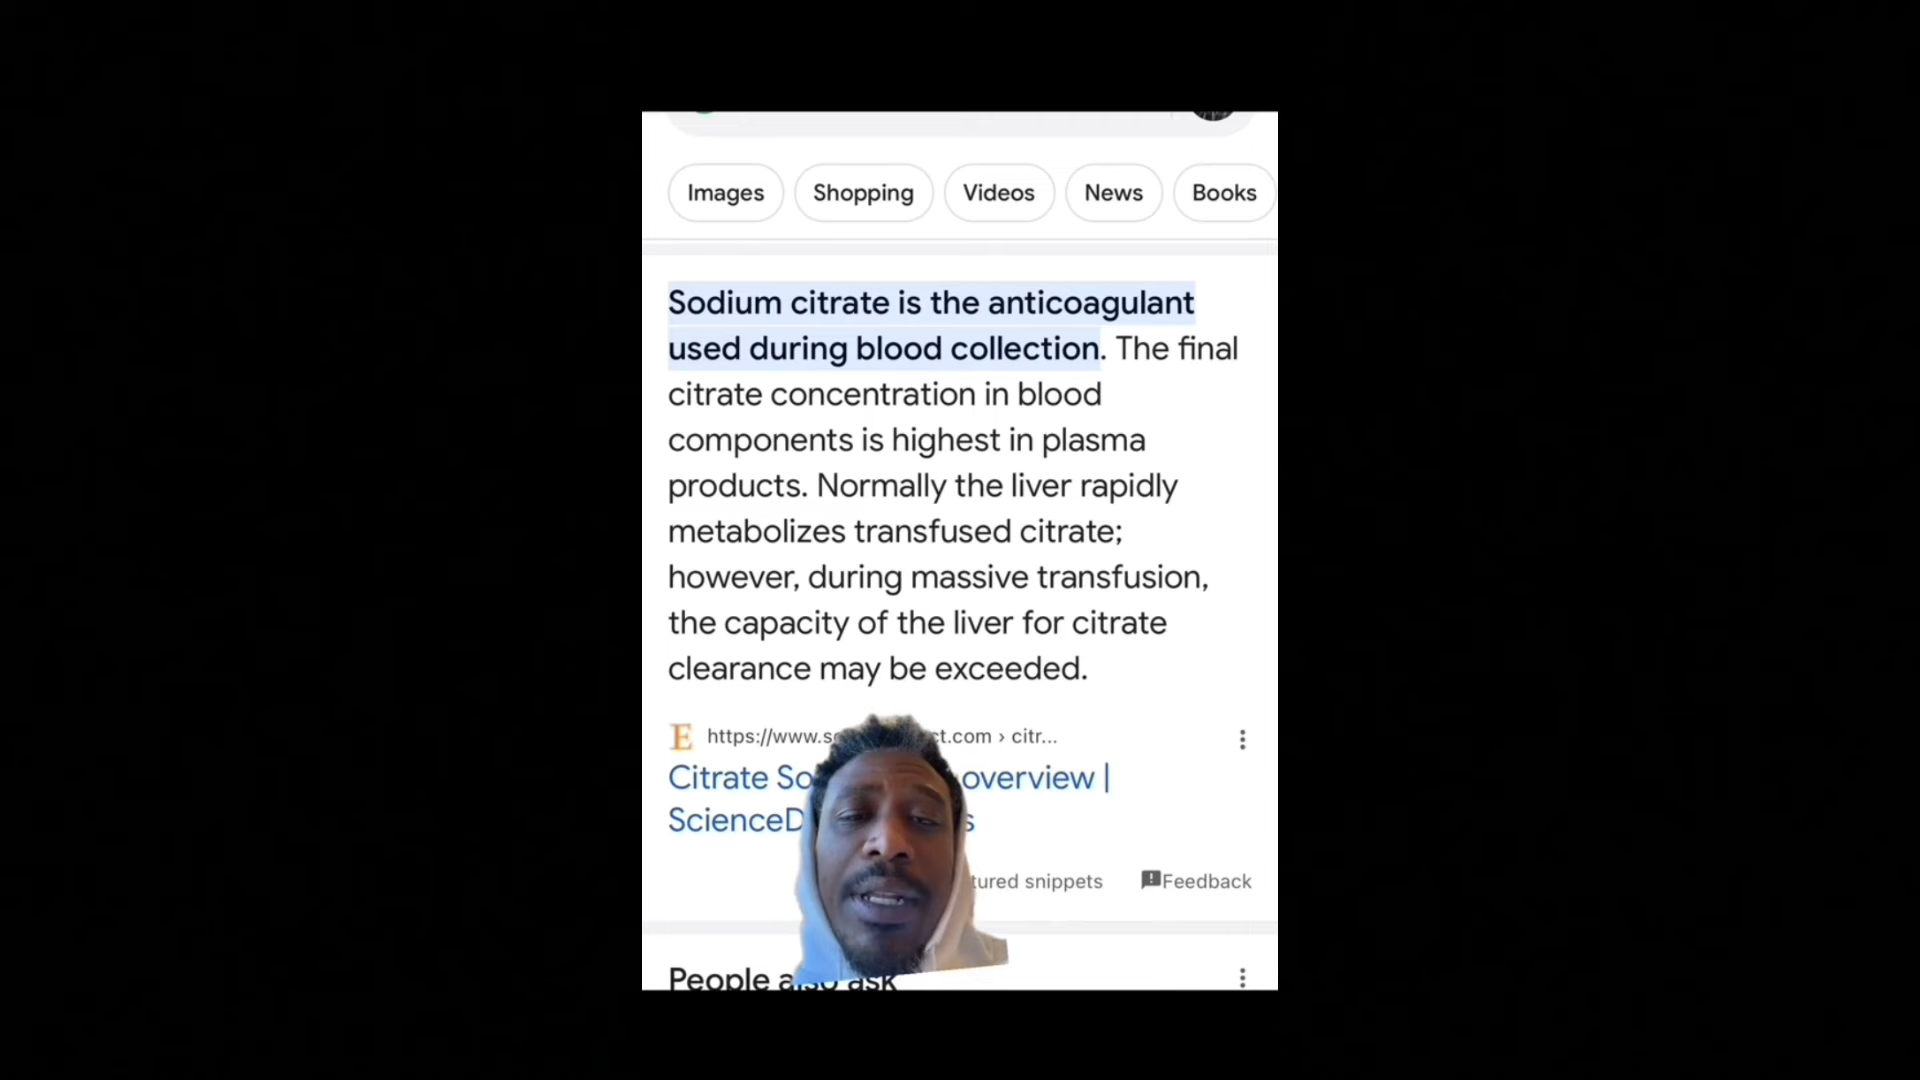 Images Shopping Videos News Books
Sodium citrate is the anticoagulant
used during blood collection. The final
citrate concentration in blood
components is highest in plasma
products. Normally the liver rapidly
metabolizes transfused citrate;
however, during massive transfusion,
the capacity of the liver for citrate
clearance may be exceeded.
E https://www.s ct.com › citr...
Citrate So overview |
ScienceD s
tured snippets Feedback
People also ask